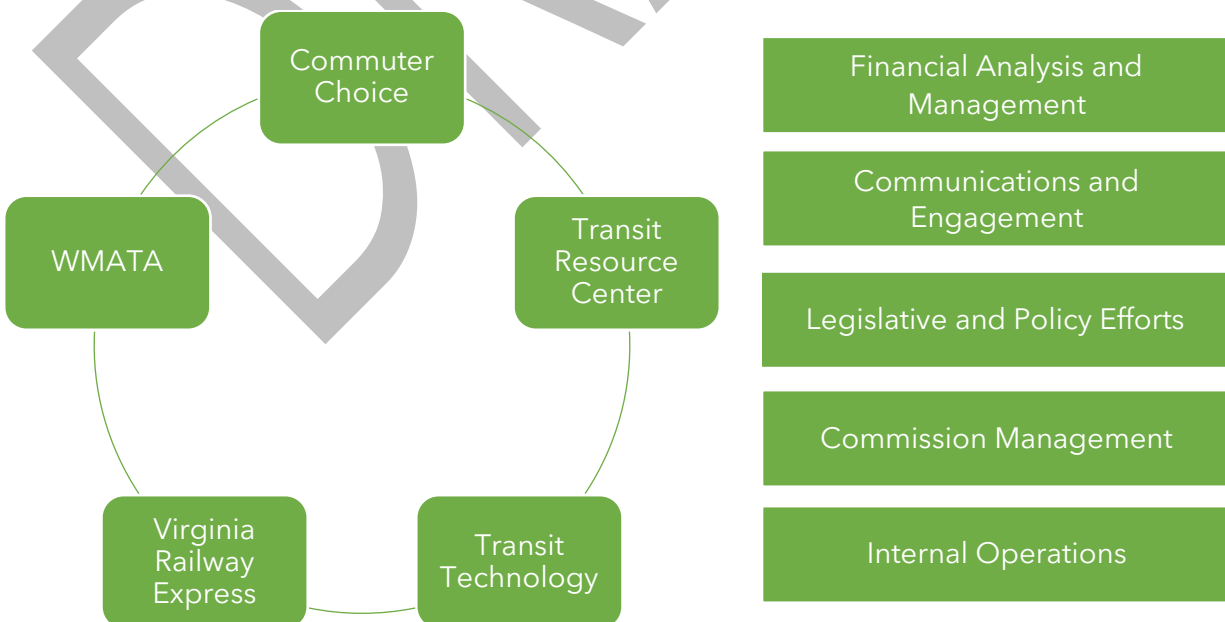 Commuter
Choice
WMATA
Transit
Resource
Center
Virginia
Railway
Express
Transit
Technology
Financial Analysis and
Management
Communications and
Engagement
Legislative and Policy Efforts
Commission Management
Internal Operations